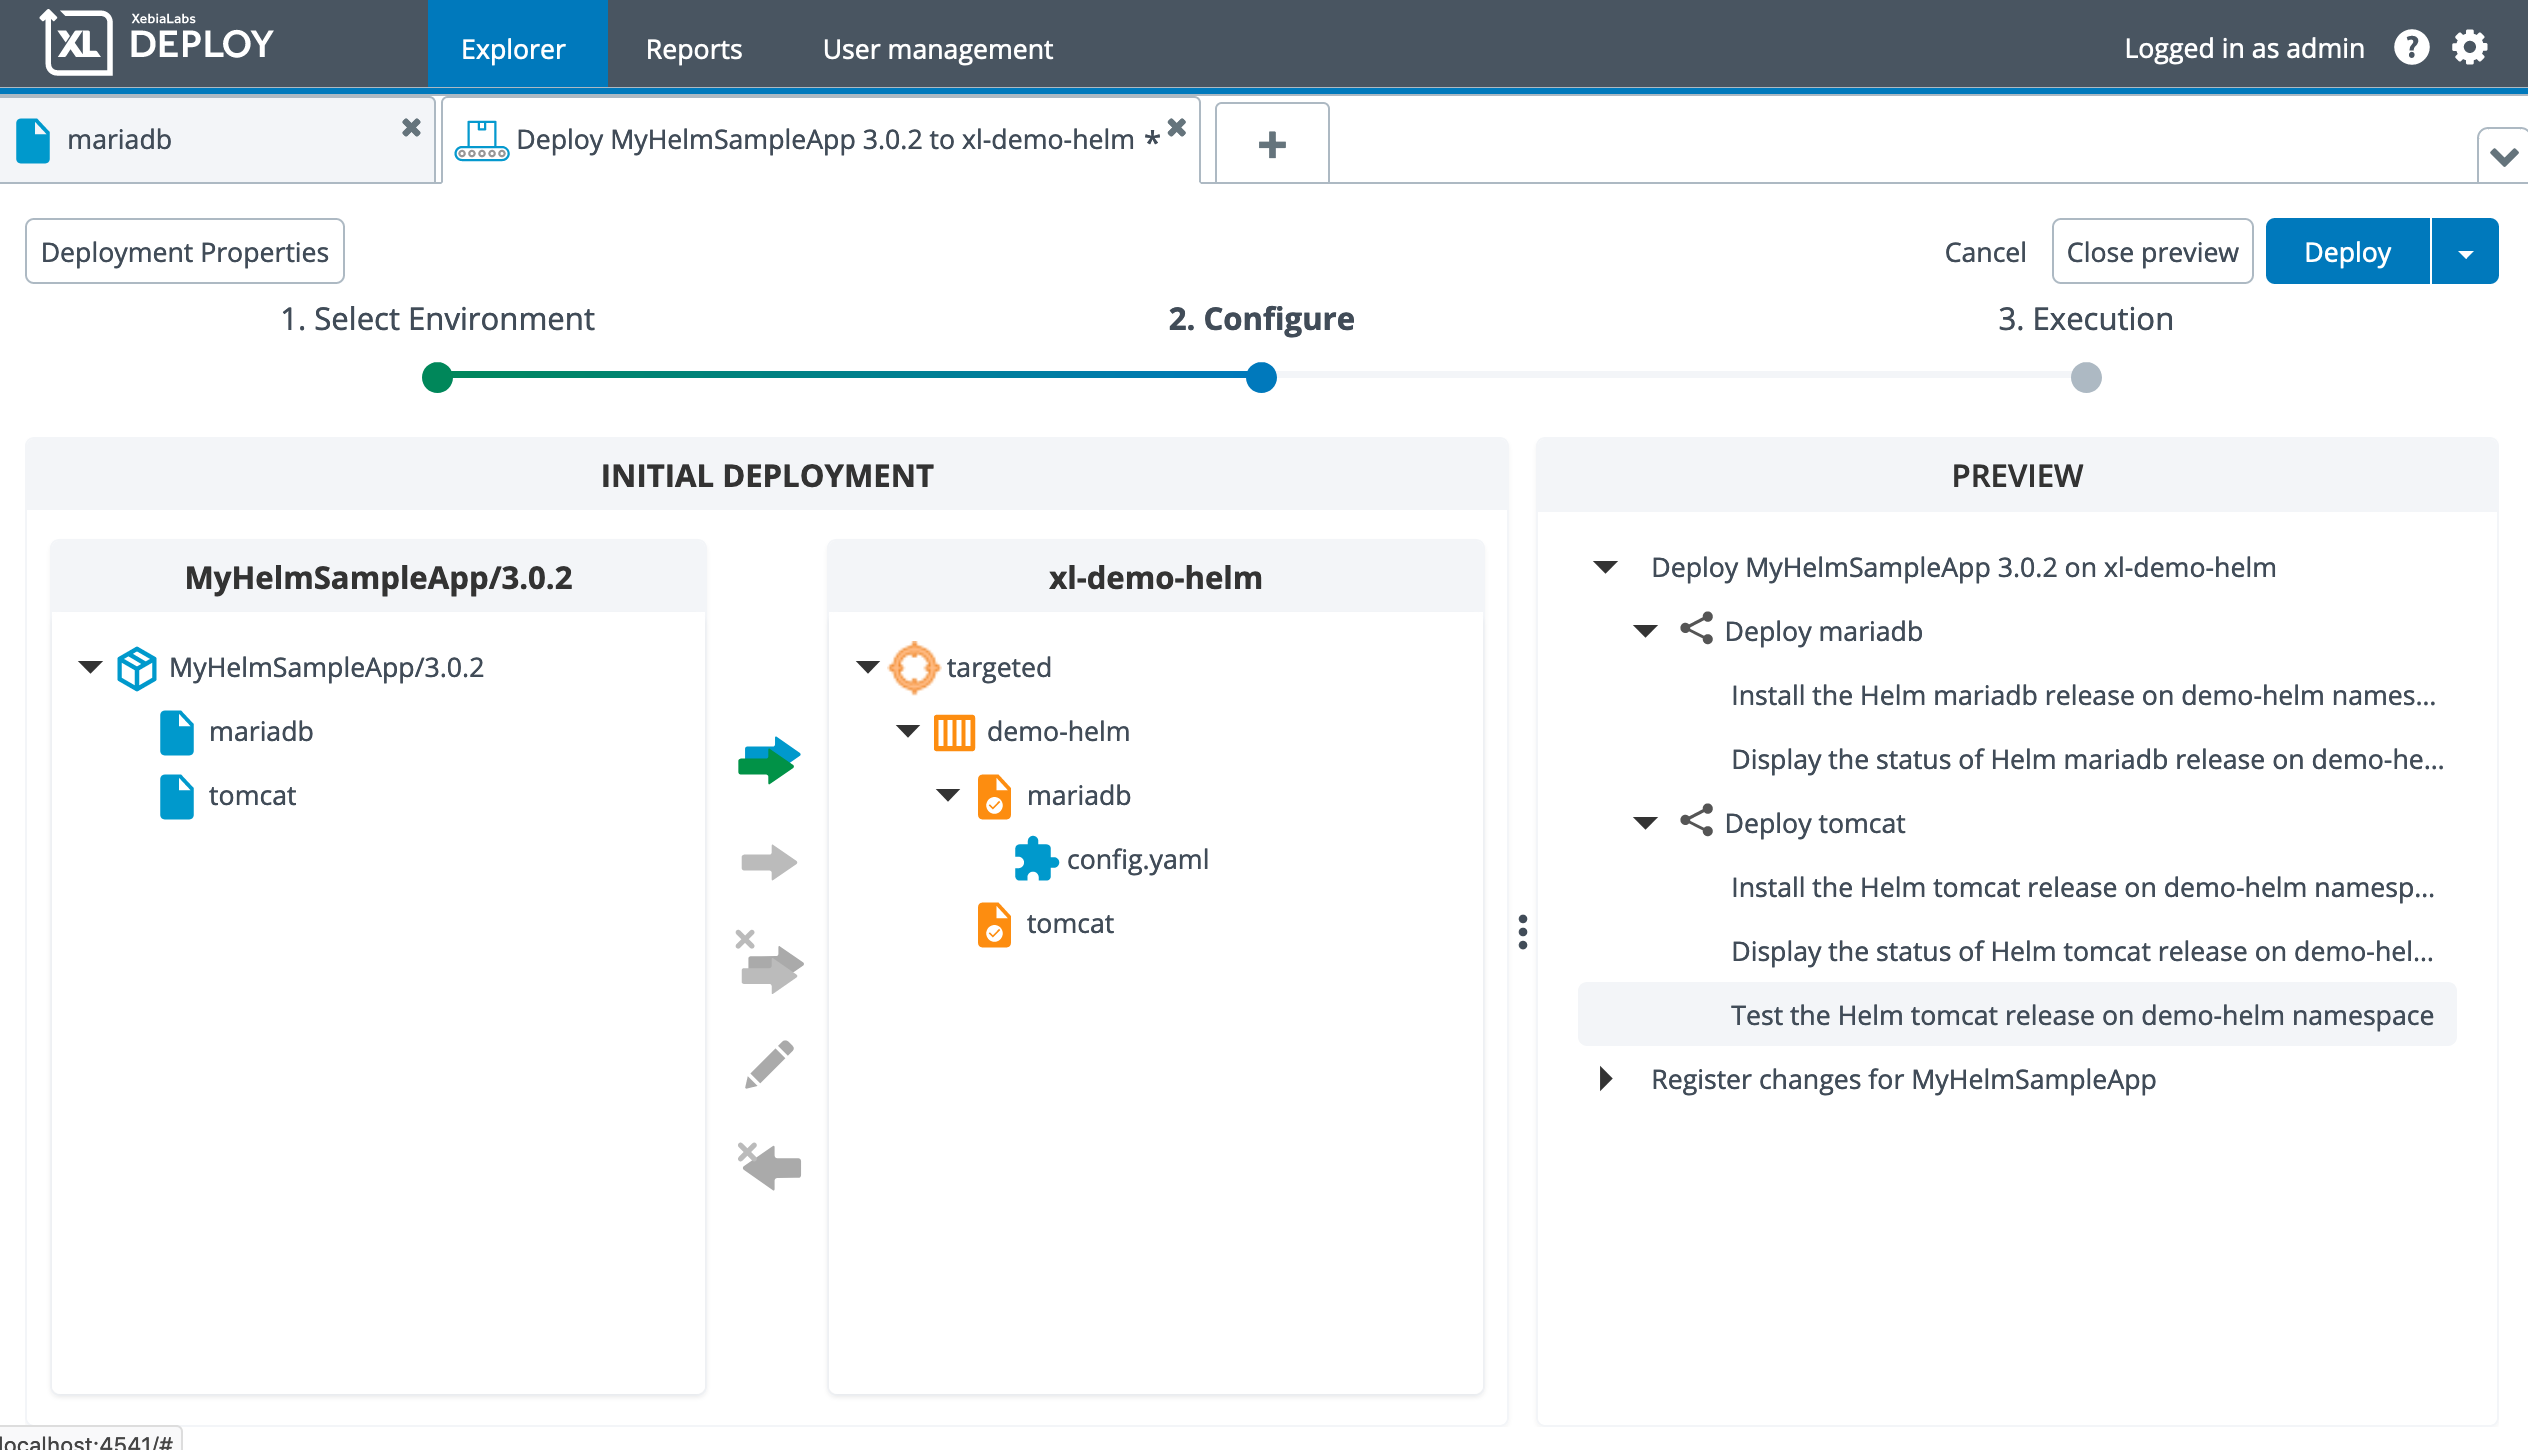 XebiaLabs
XL DEPLOY
Explorer
Reports
User management
Logged in as admin
?
mariadb
Deploy MyHelmSampleApp 3.0.2 to xl-demo-helm *
Deployment Properties
Cancel
Close preview
Deploy
1. Select Environment
2. Configure
3. Execution
INITIAL DEPLOYMENT
MyHelmSampleApp/3.0.2
MyHelmSampleApp/3.0.2
mariadb
tomcat
xl-demo-helm
targeted
demo-helm
mariadb
config.yaml
tomcat
PREVIEW
Deploy MyHelmSampleApp 3.0.2 on xl-demo-helm
Deploy mariadb
Install the Helm mariadb release on demo-helm names...
Display the status of Helm mariadb release on demo-he...
Deploy tomcat
Install the Helm tomcat release on demo-helm namesp...
Display the status of Helm tomcat release on demo-hel...
Test the Helm tomcat release on demo-helm namespace
Register changes for MyHelmSampleApp
localhost:4541/#